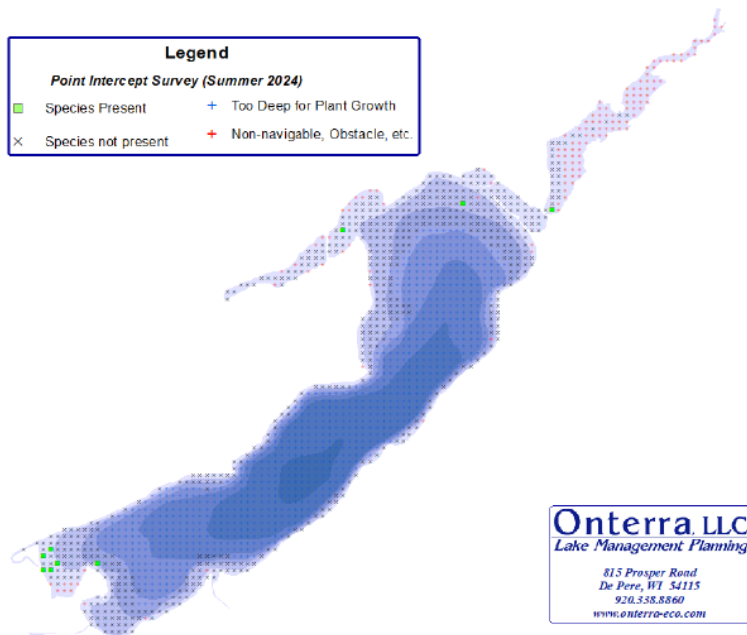 Legend
Point Intercept Survey (Summer 2024)
Species Present
Too Deep for Plant Growth
Species not present
Non-navigable, Obstacle, etc.
Onterra, LLC
Lake Management Planning
815 Prosper Road
De Pere, WI 54115
920.338.8860
www.onterra-eco.com